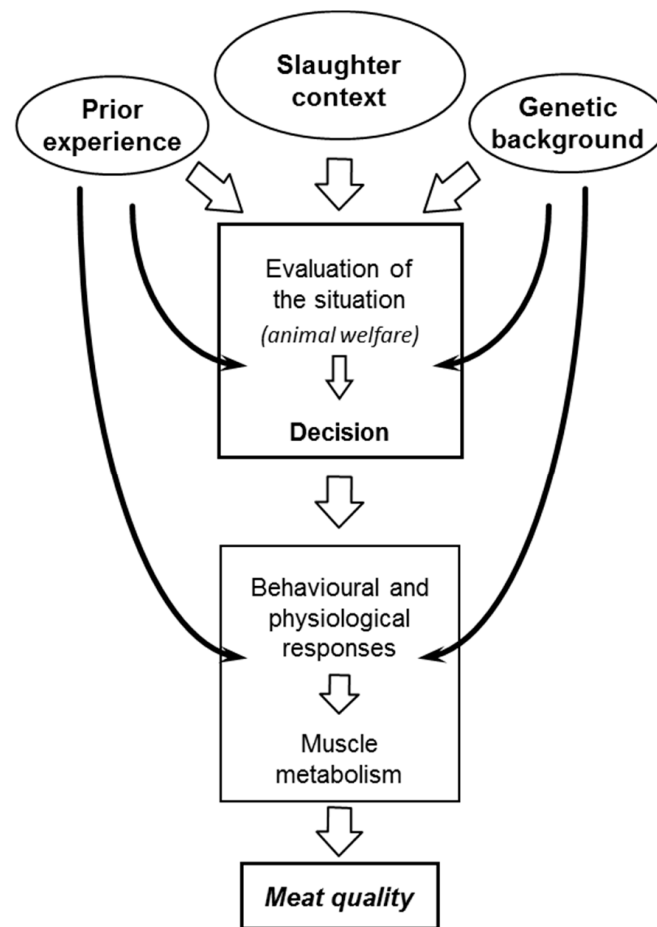 Slaughter
context
Prior
experience
Genetic
background
Evaluation of
the situation
(animal welfare)
Decision
Behavioural and
physiological
responses
Muscle
metabolism
Meat quality